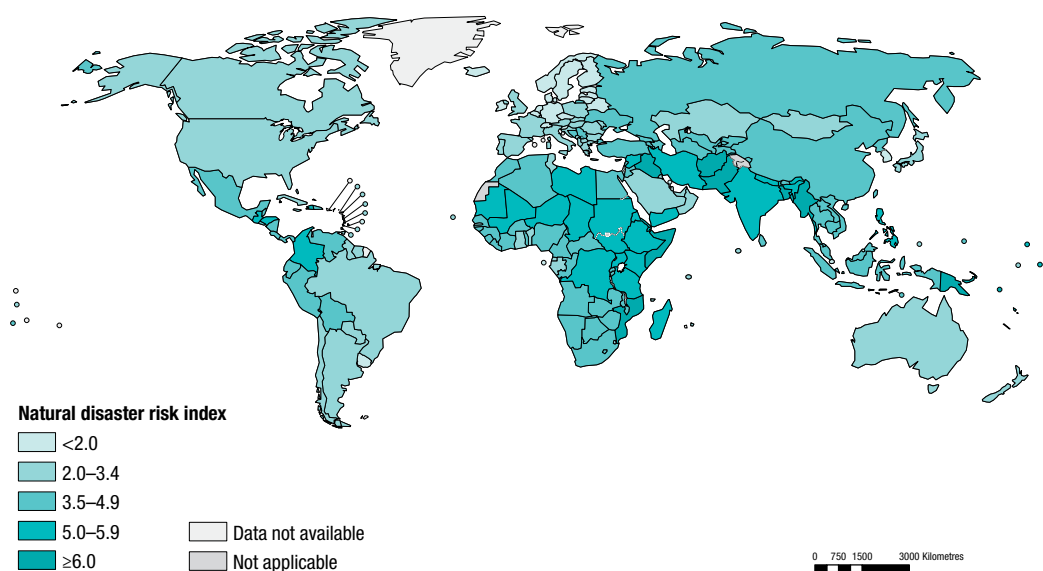 Natural disaster risk index
<2.0
2.0–3.4
3.5–4.9
5.0–5.9
≥6.0
Data not available
Not applicable
0 750 1500 3000 Kilometres